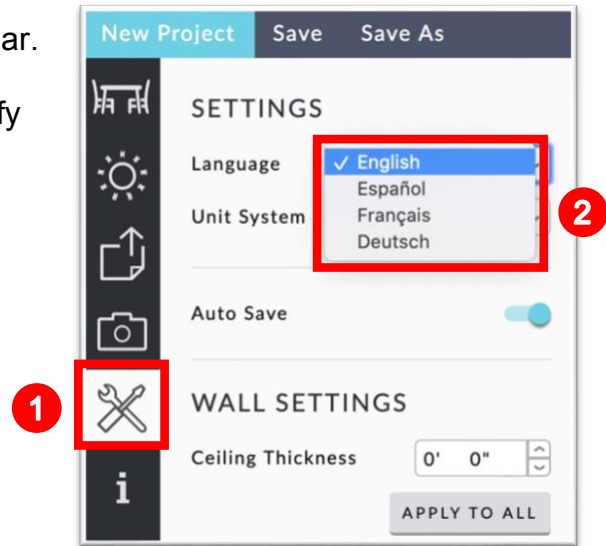 New Project Save Save As
ar.
fy
SETTINGS
Language ✓ English
Español
Unit System Français
Deutsch
2
Auto Save
1
WALL SETTINGS
Ceiling Thickness 0' 0"
i
APPLY TO ALL